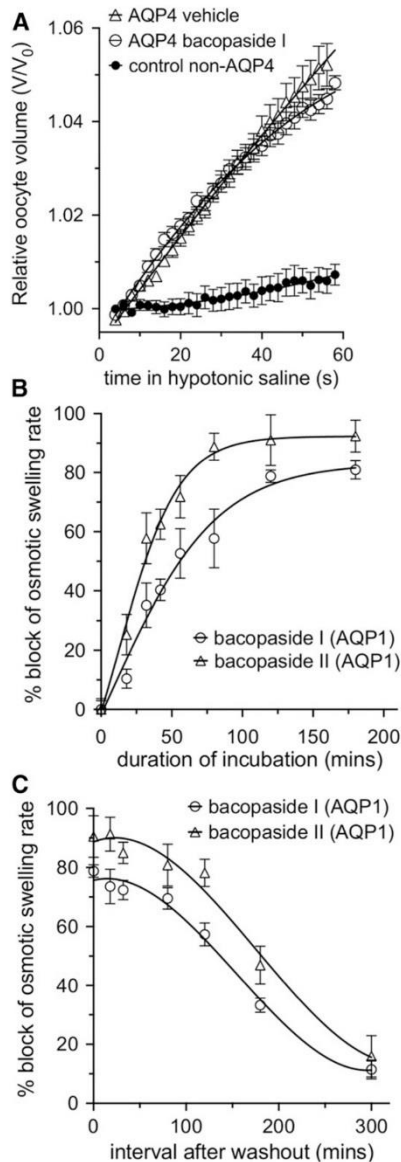 A
AQP4 vehicle
AQP4 bacopaside I
control non-AQP4
Relative oocyte volume (V/V0)
1.06
1.04
1.02
1.00
0 20 40 60
time in hypotonic saline (s)
B
% block of osmotic swelling rate
100
80
60
40
20
0
bacopaside I (AQP1)
bacopaside II (AQP1)
0 50 100 150 200
duration of incubation (mins)
C
% block of osmotic swelling rate
100
80
60
40
20
0
bacopaside I (AQP1)
bacopaside II (AQP1)
0 100 200 300
interval after washout (mins)